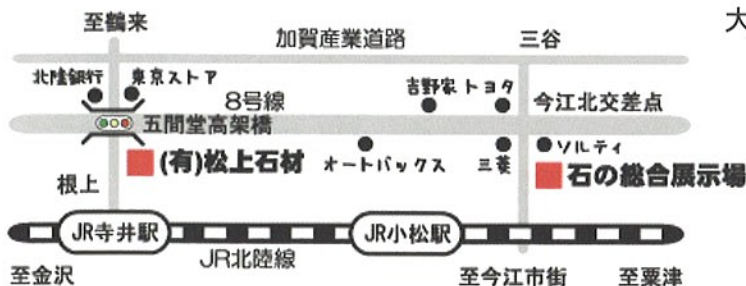 至鶴来
大
加賀産業道路
三谷
北陸銀行
東京ストア
吉野家
トヨタ
8号線
今江北交差点
五間堂高架橋
(有)松上石材
オートバックス
三菱
ソルティ
石の総合展示場
根上
JR寺井駅
JR小松駅
JR北陸線
至金沢
至今江市街
至粟津